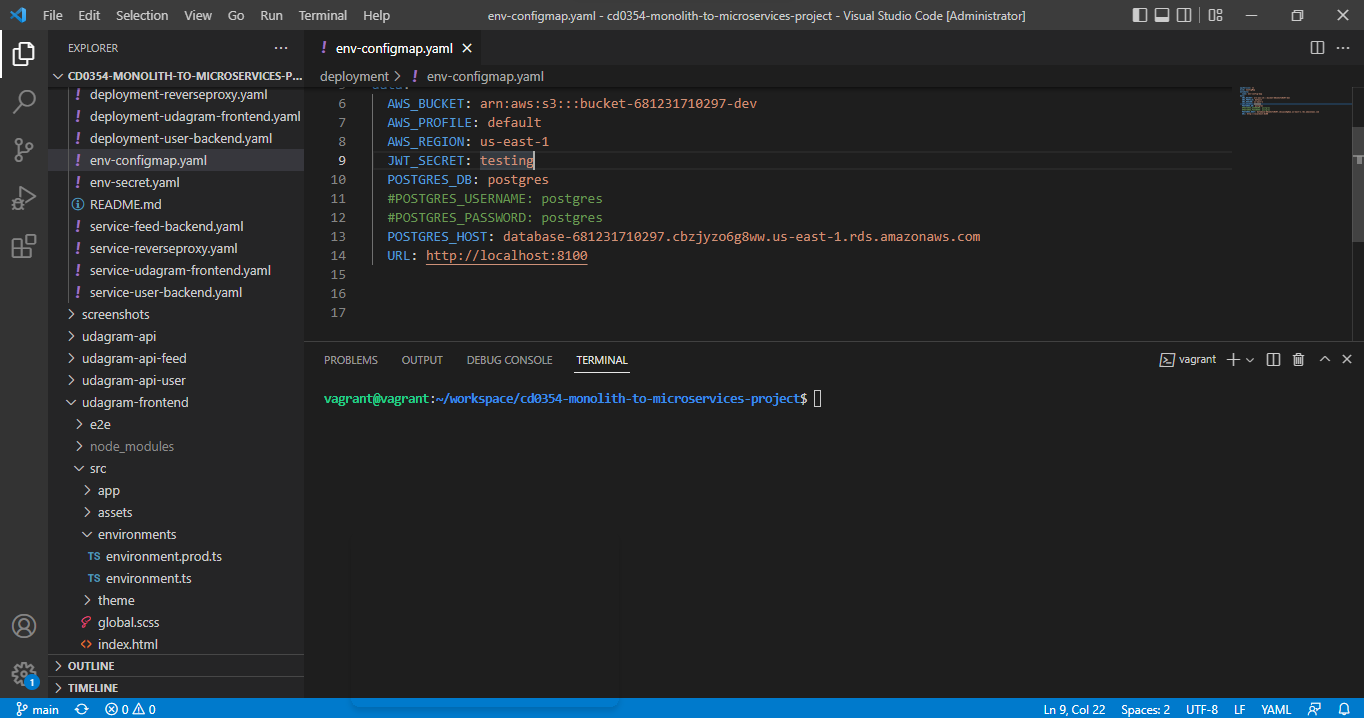 File Edit Selection View Go Run Terminal Help env-configmap.yaml - cd0354-monolith-to-microservices-project - Visual Studio Code [Administrator]
EXPLORER
CD0354-MONOLITH-TO-MICROSERVICES-P...
deployment-reverseproxy.yaml
deployment-udagram-frontend.yaml
deployment-user-backend.yaml
env-configmap.yaml
env-secret.yaml
README.md
service-feed-backend.yaml
service-reverseproxy.yaml
service-udagram-frontend.yaml
service-user-backend.yaml
screenshots
udagram-api
udagram-api-feed
udagram-api-user
udagram-frontend
e2e
node_modules
src
app
assets
environments
TS environment.prod.ts
TS environment.ts
theme
global.scss
index.html
OUTLINE
TIMELINE
env-configmap.yaml
deployment > ! env-configmap.yaml
6 AWS_BUCKET: arn:aws:s3:::bucket-681231710297-dev
7 AWS_PROFILE: default
8 AWS_REGION: us-east-1
9 JWT_SECRET: testing
10 POSTGRES_DB: postgres
11 #POSTGRES_USERNAME: postgres
12 #POSTGRES_PASSWORD: postgres
13 POSTGRES_HOST: database-681231710297.cbzjyzo6g8ww.us-east-1.rds.amazonaws.com
14 URL: http://localhost:8100
15
16
17
PROBLEMS OUTPUT DEBUG CONSOLE TERMINAL vagrant
vagrant@vagrant:~/workspace/cd0354-monolith-to-microservices-project$
1
main 0 0 Ln 9, Col 22 Spaces: 2 UTF-8 LF YAML